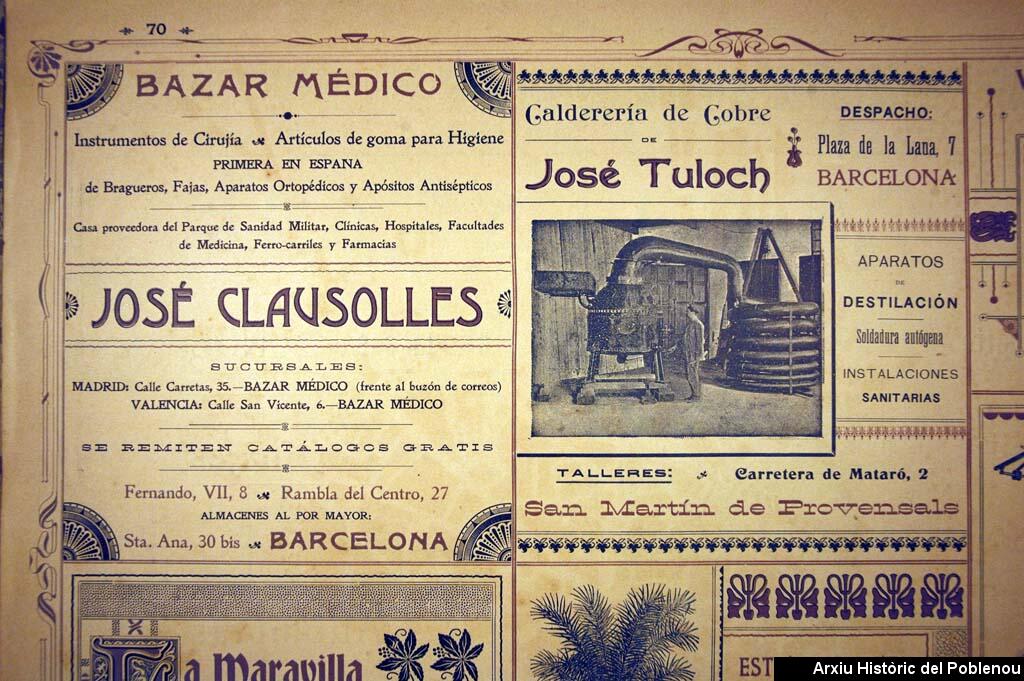 70
BAZAR MÉDICO
Instrumentos de Cirujía Artículos de goma para Higiene
PRIMERA EN ESPAÑA
de Bragueros, Fajas, Aparatos Ortopédicos y Apósitos Antisépticos
Casa proveedora del Parque de Sanidad Militar, Clínicas, Hospitales, Facultades
de Medicina, Ferro-carriles y Farmacias
JOSÉ CLAUSOLLES
SUCURSALES:
MADRID: Calle Carretas, 35.—BAZAR MÉDICO (frente al buzón de correos)
VALENCIA: Calle San Vicente, 6.—BAZAR MÉDICO
SE REMITEN CATÁLOGOS GRATIS
Fernando, VII, 8 Rambla del Centro, 27
ALMACENES AL POR MAYOR:
Sta. Ana, 30 bis BARCELONA
Calderería de Cobre
DE
José Tuloch
DESPACHO:
Plaza de la Lana, 7
BARCELONA
APARATOS
DE
DESTILACIÓN
Soldadura autógena
INSTALACIONES
SANITARIAS
TALLERES: Carretera de Mataró, 2
San Martín de Provensals
La Maravilla
EST
Arxiu Històric del Poblenou